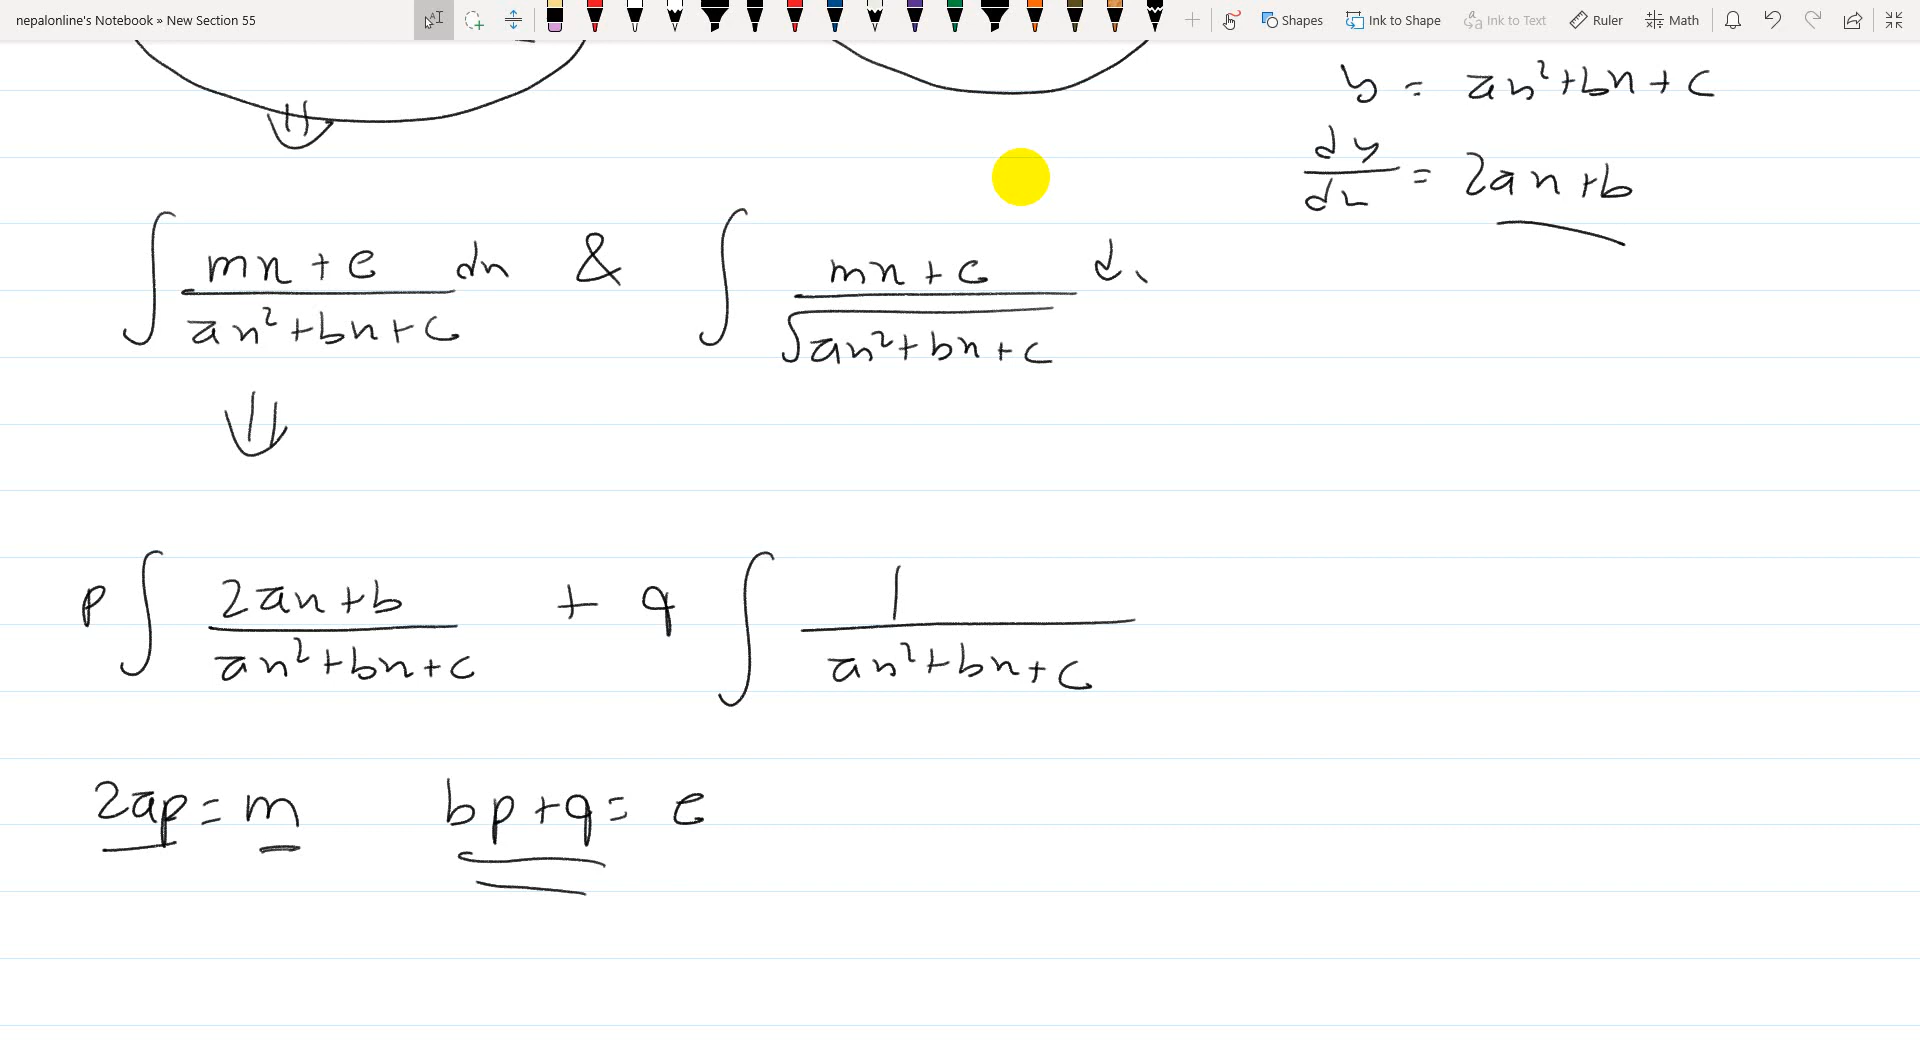 nepalonline's Notebook » New Section 55
Shapes Ink to Shape Ink to Text Ruler Math
y = ax² + bx + c
dy/dx = 2ax + b
∫ (mx + e)/(ax² + bx + c) dx & ∫ (mx + e)/√(ax² + bx + c) d
p ∫ (2ax + b)/(ax² + bx + c) + q ∫ 1/(ax² + bx + c)
2ap = m bp + q = e